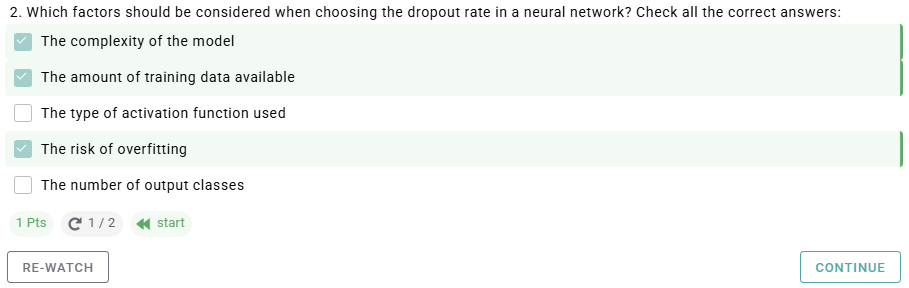 2. Which factors should be considered when choosing the dropout rate in a neural network? Check all the correct answers:
The complexity of the model
The amount of training data available
The type of activation function used
The risk of overfitting
The number of output classes
1 Pts 1 / 2 start
RE-WATCH CONTINUE